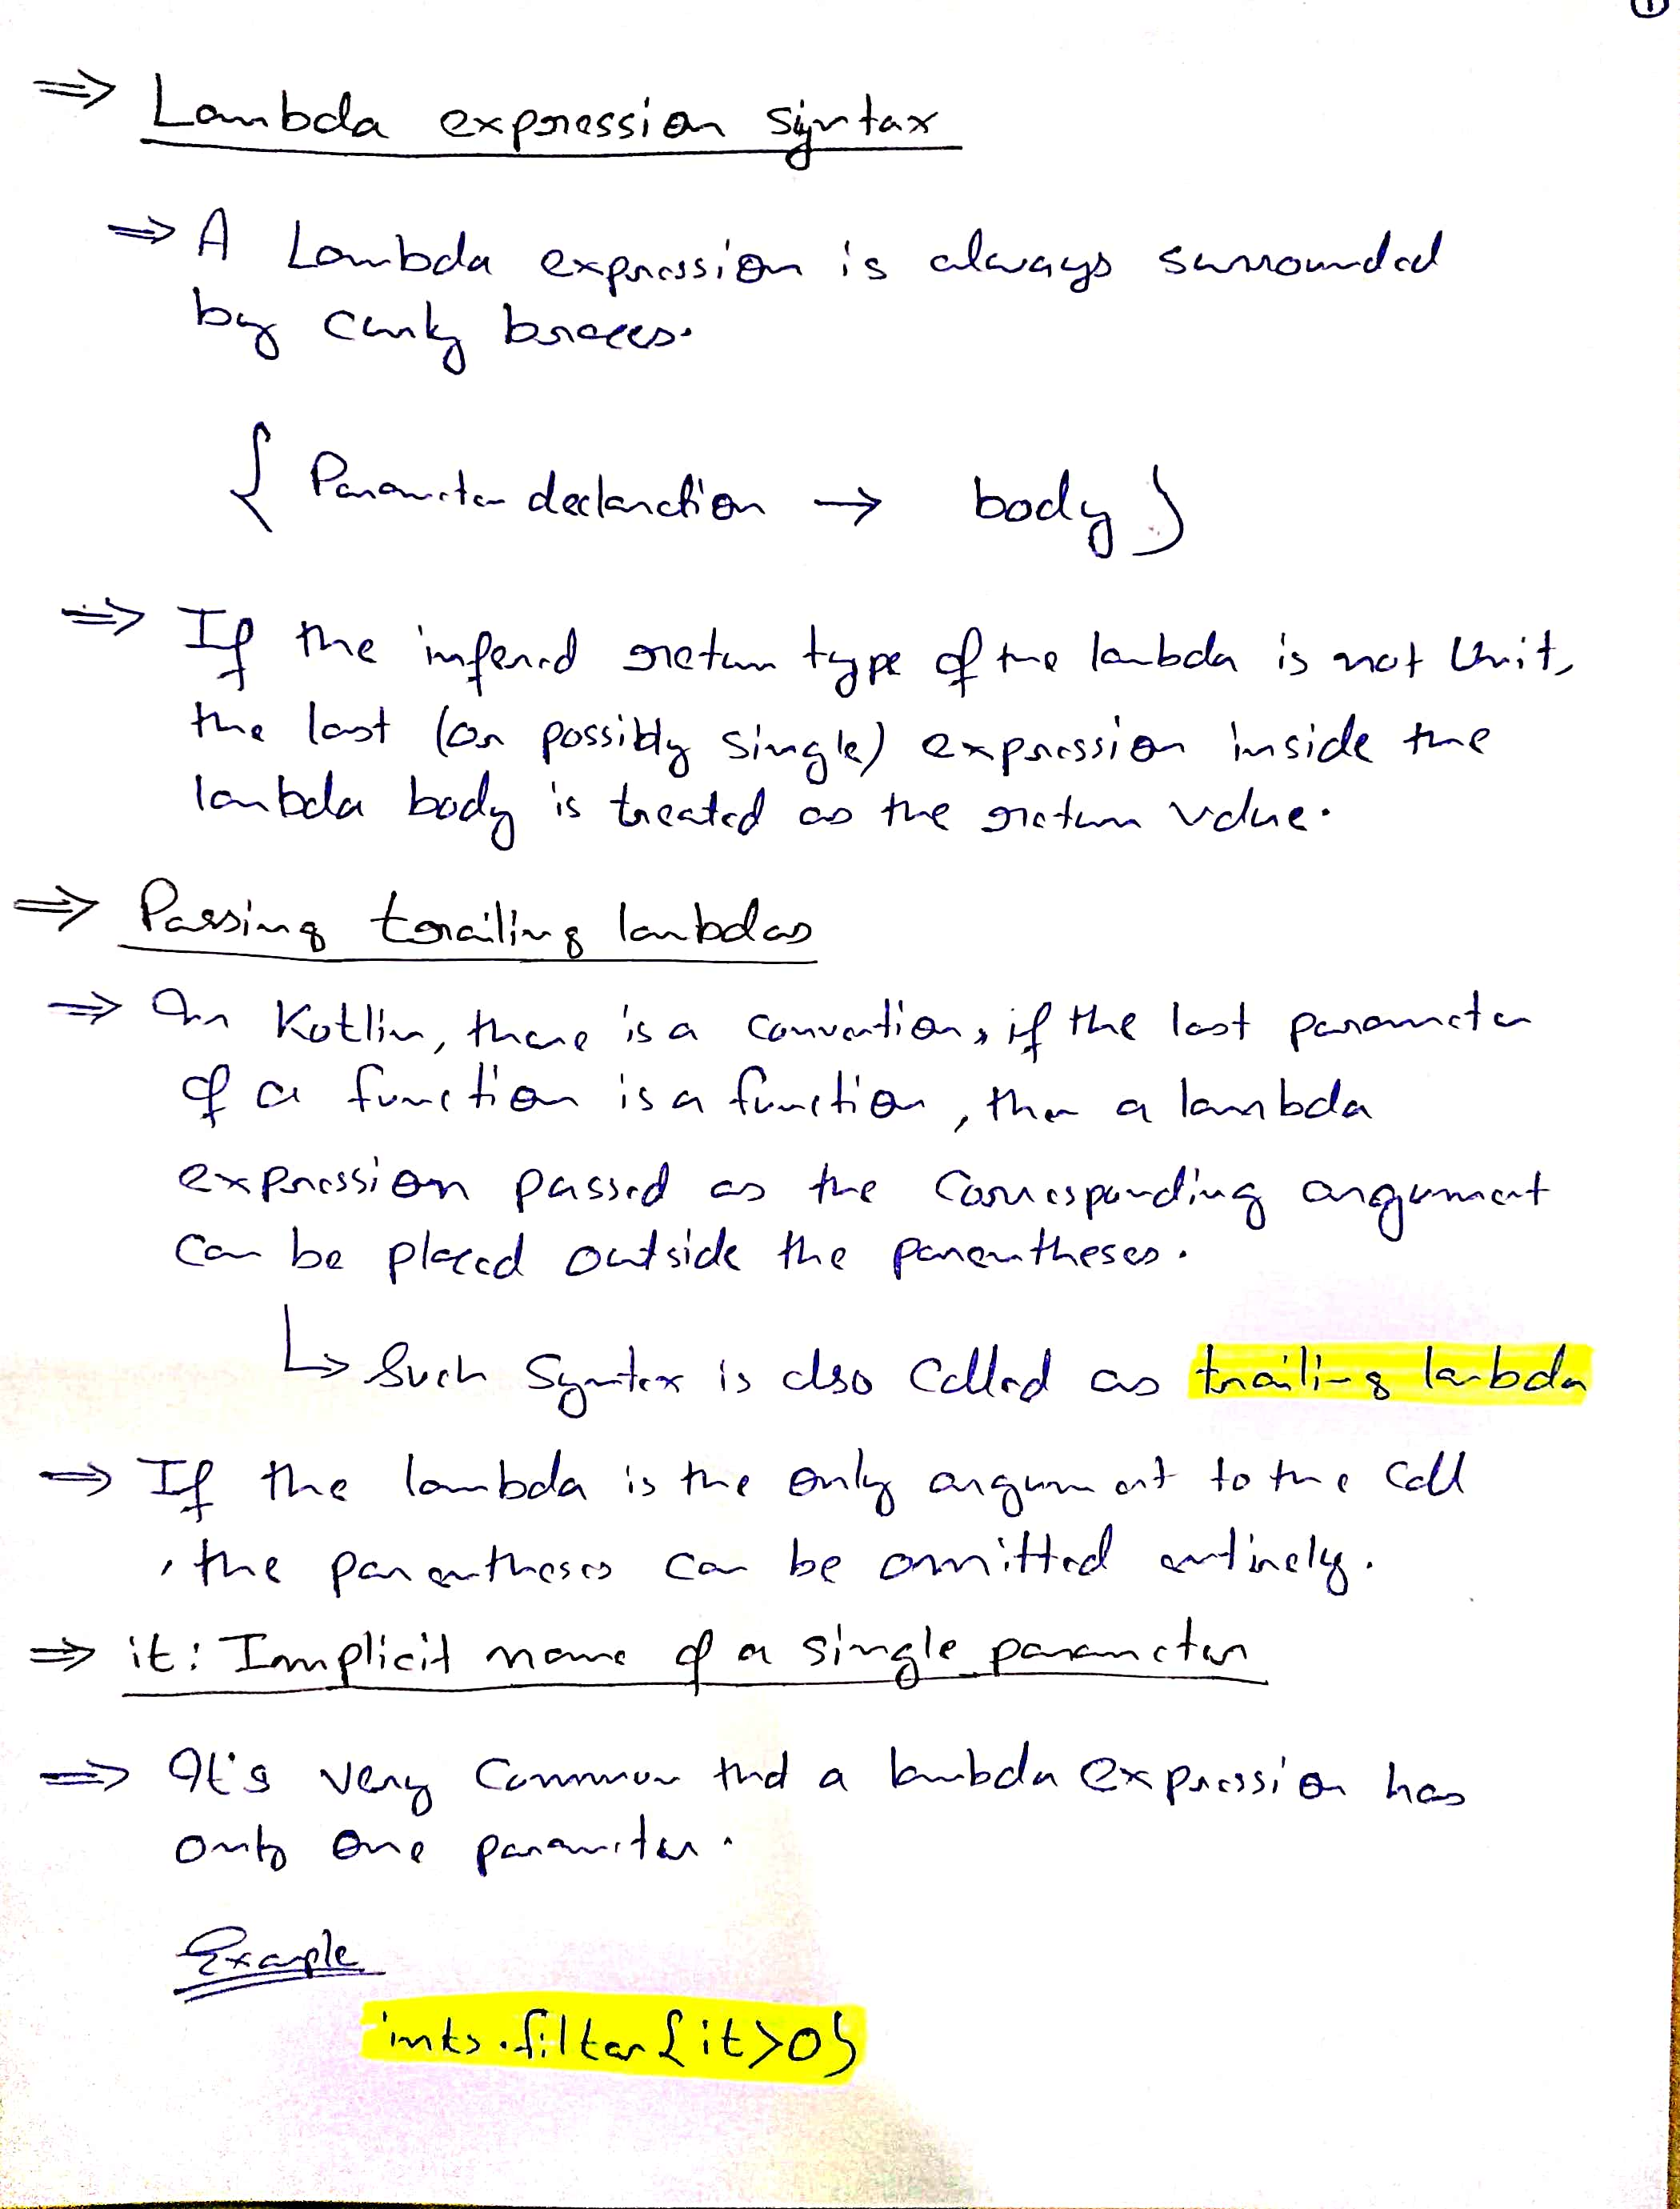 ①
⇒ Lambda expression syntax
⇒ A Lambda expression is always surrounded
by curly braces.
{ Parameter declaration → body }
⇒ If the inferred return type of the lambda is not Unit,
the last (or possibly single) expression inside the
lambda body is treated as the return value.
⇒ Passing trailing lambdas
⇒ In Kotlin, there is a convention, if the last parameter
of a function is a function, then a lambda
expression passed as the corresponding argument
can be placed outside the parentheses.
↳ Such Syntax is also called as trailing lambda
⇒ If the lambda is the only argument to the call
, the parentheses can be omitted entirely.
⇒ it: Implicit name of a single parameter
⇒ It's very common that a lambda expression has
only one parameter.
Example
ints.filter{it>0}